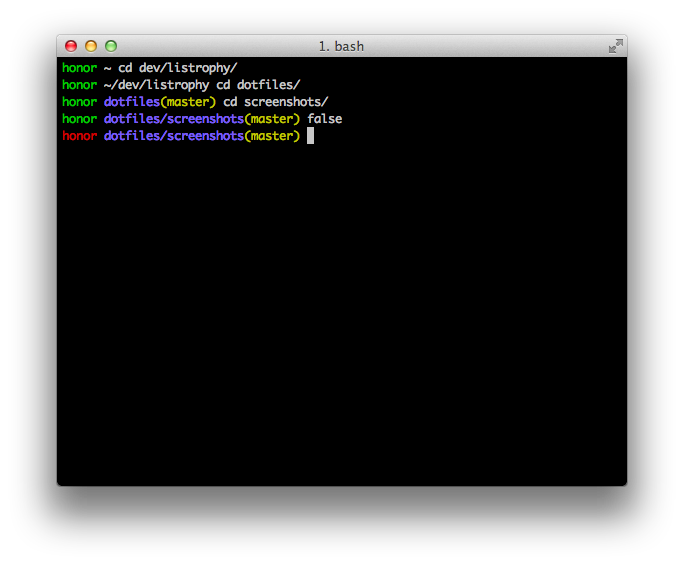 1. bash
honor ~ cd dev/listrophy/
honor ~/dev/listrophy cd dotfiles/
honor dotfiles(master) cd screenshots/
honor dotfiles/screenshots(master) false
honor dotfiles/screenshots(master)